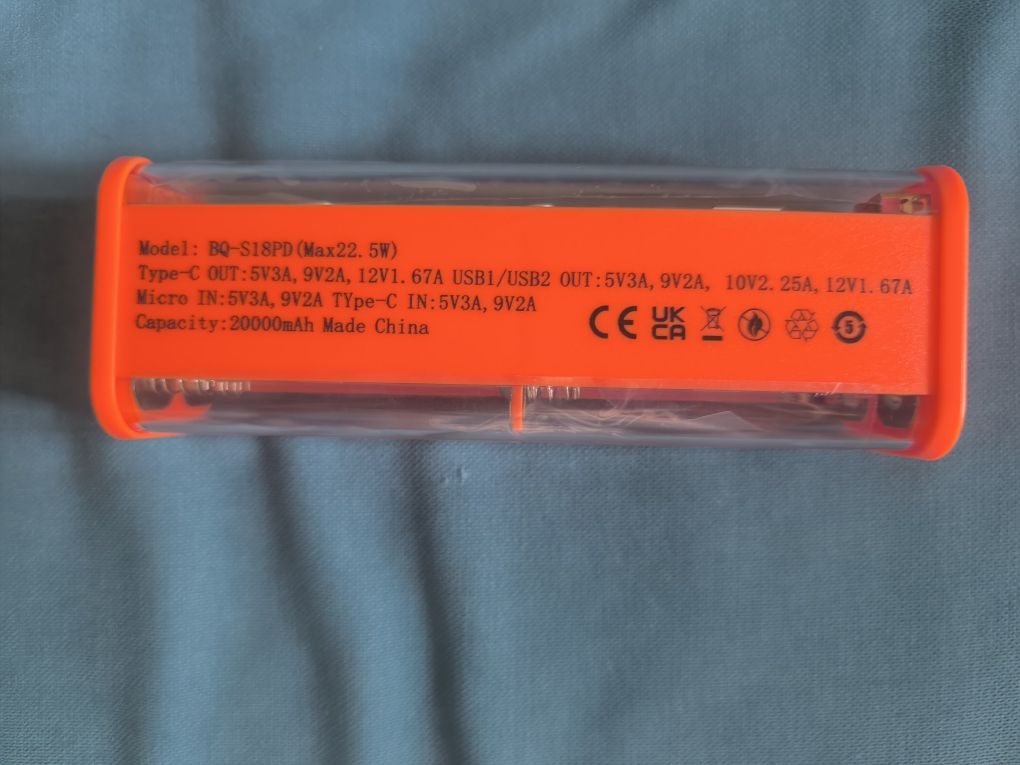 Model: BQ-S18PD(Max22.5W)
Type-C OUT:5V3A,9V2A,12V1.67A USB1/USB2 OUT:5V3A,9V2A, 10V2.25A,12V1.67A
Micro IN:5V3A,9V2A TYpe-C IN:5V3A,9V2A
Capacity:20000mAh Made China
CE UK CA 5